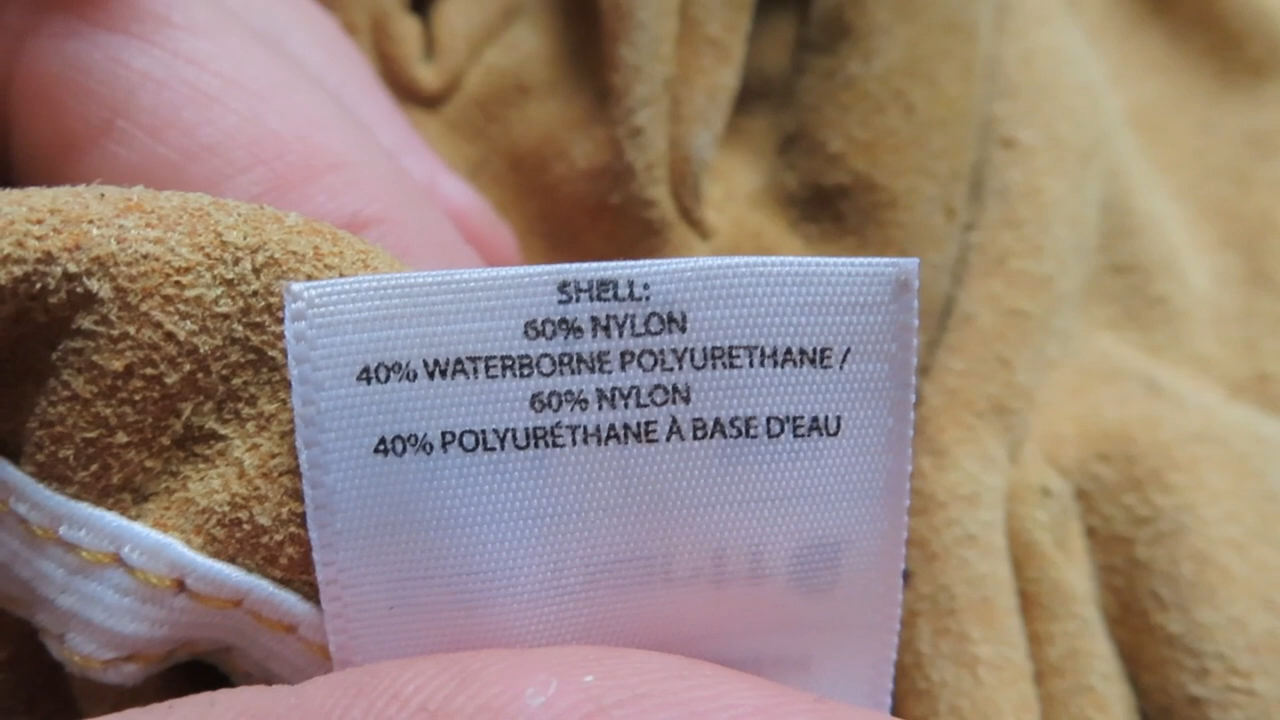 SHELL:
60% NYLON
40% WATERBORNE POLYURETHANE /
60% NYLON
40% POLYURÉTHANE À BASE D'EAU